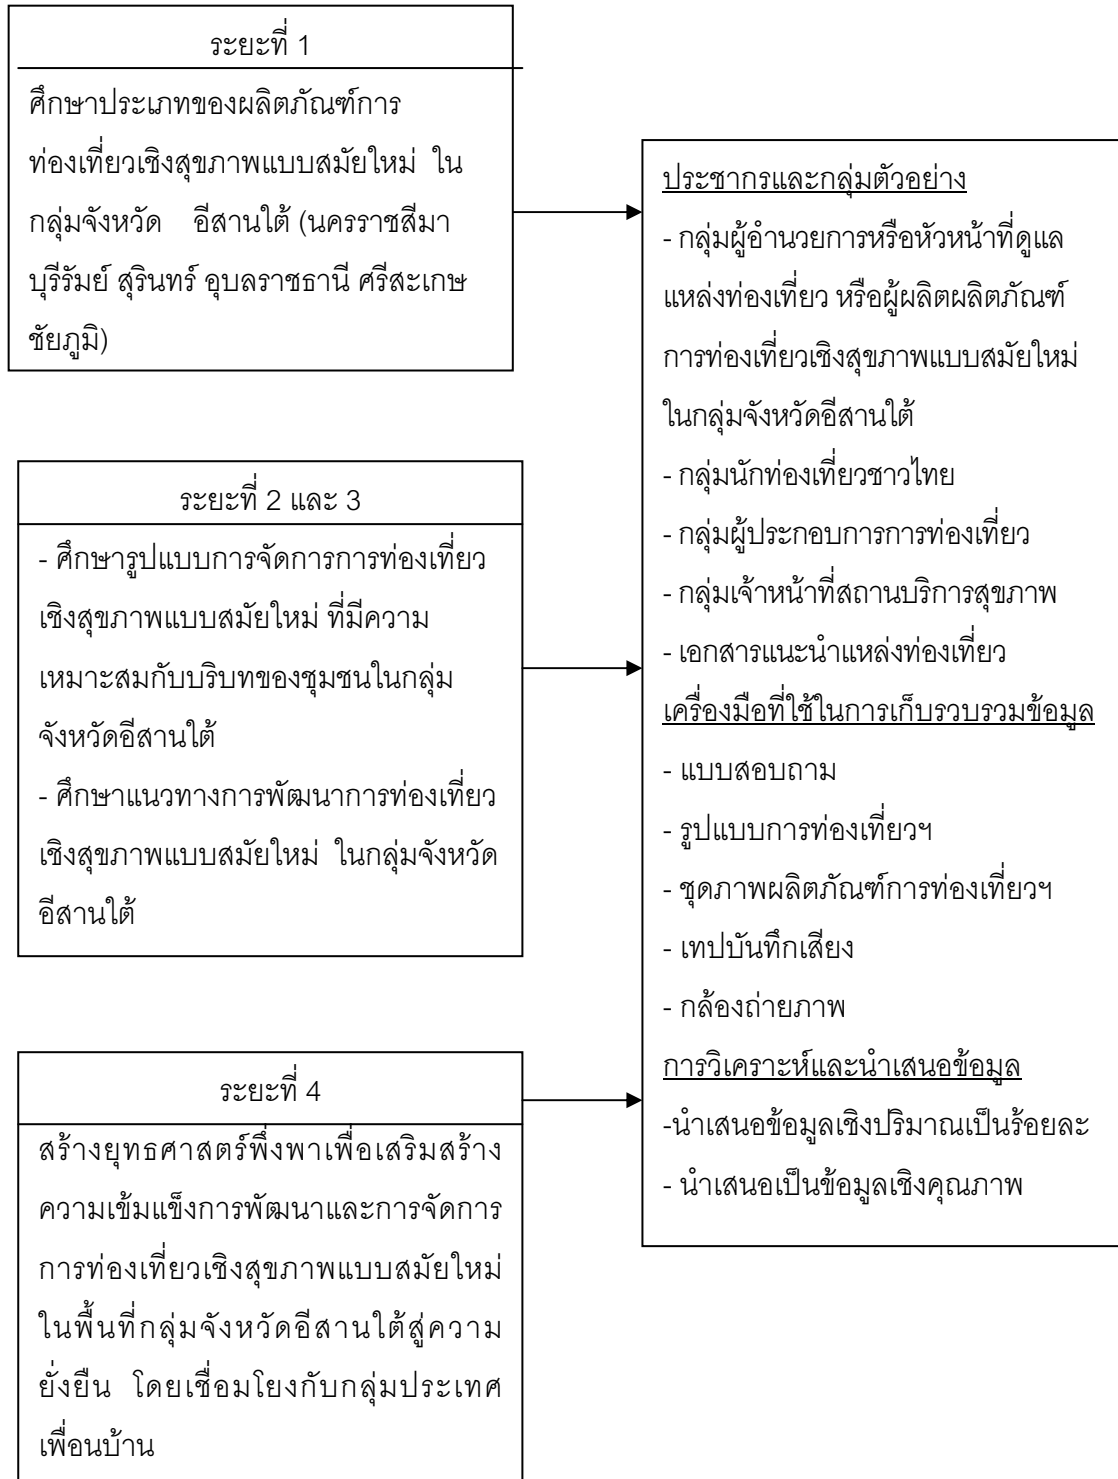 ระยะที่ 1
ศึกษาประเภทของผลิตภัณฑ์การ
ท่องเที่ยวเชิงสุขภาพแบบสมัยใหม่ ใน
กลุ่มจังหวัด อีสานใต้ (นครราชสีมา
บุรีรัมย์ สุรินทร์ อุบลราชธานี ศรีสะเกษ
ชัยภูมิ)
ระยะที่ 2 และ 3
- ศึกษารูปแบบการจัดการการท่องเที่ยว
เชิงสุขภาพแบบสมัยใหม่ ที่มีความ
เหมาะสมกับบริบทของชุมชนในกลุ่ม
จังหวัดอีสานใต้
- ศึกษาแนวทางการพัฒนาการท่องเที่ยว
เชิงสุขภาพแบบสมัยใหม่ ในกลุ่มจังหวัด
อีสานใต้
ระยะที่ 4
สร้างยุทธศาสตร์พึ่งพาเพื่อเสริมสร้าง
ความเข้มแข็งการพัฒนาและการจัดการ
การท่องเที่ยวเชิงสุขภาพแบบสมัยใหม่
ในพื้นที่กลุ่มจังหวัดอีสานใต้สู่ความ
ยั่งยืน โดยเชื่อมโยงกับกลุ่มประเทศ
เพื่อนบ้าน
ประชากรและกลุ่มตัวอย่าง
- กลุ่มผู้อำนวยการหรือหัวหน้าที่ดูแล
แหล่งท่องเที่ยว หรือผู้ผลิตผลิตภัณฑ์
การท่องเที่ยวเชิงสุขภาพแบบสมัยใหม่
ในกลุ่มจังหวัดอีสานใต้
- กลุ่มนักท่องเที่ยวชาวไทย
- กลุ่มผู้ประกอบการการท่องเที่ยว
- กลุ่มเจ้าหน้าที่สถานบริการสุขภาพ
- เอกสารแนะนำแหล่งท่องเที่ยว
เครื่องมือที่ใช้ในการเก็บรวบรวมข้อมูล
- แบบสอบถาม
- รูปแบบการท่องเที่ยวฯ
- ชุดภาพผลิตภัณฑ์การท่องเที่ยวฯ
- เทปบันทึกเสียง
- กล้องถ่ายภาพ
การวิเคราะห์และนำเสนอข้อมูล
-นำเสนอข้อมูลเชิงปริมาณเป็นร้อยละ
- นำเสนอเป็นข้อมูลเชิงคุณภาพ